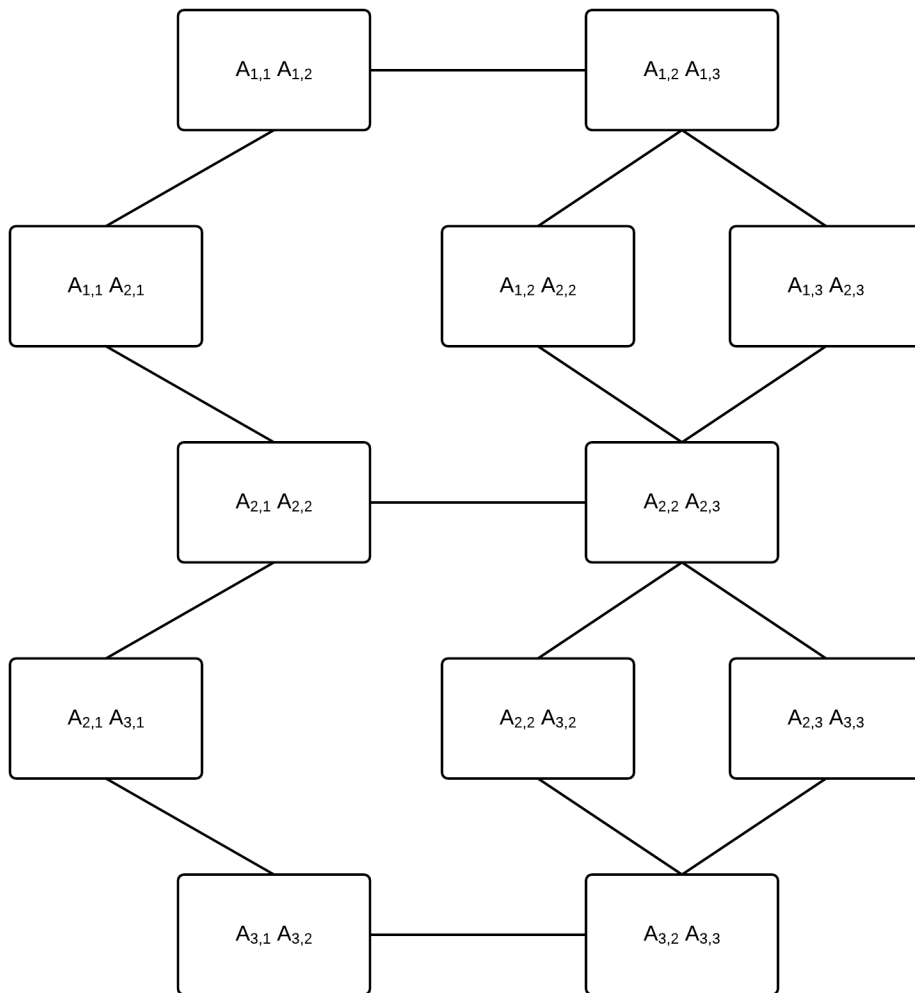 A1,1 A1,2
A1,2 A1,3
A1,1 A2,1
A1,2 A2,2
A1,3 A2,3
A2,1 A2,2
A2,2 A2,3
A2,1 A3,1
A2,2 A3,2
A2,3 A3,3
A3,1 A3,2
A3,2 A3,3